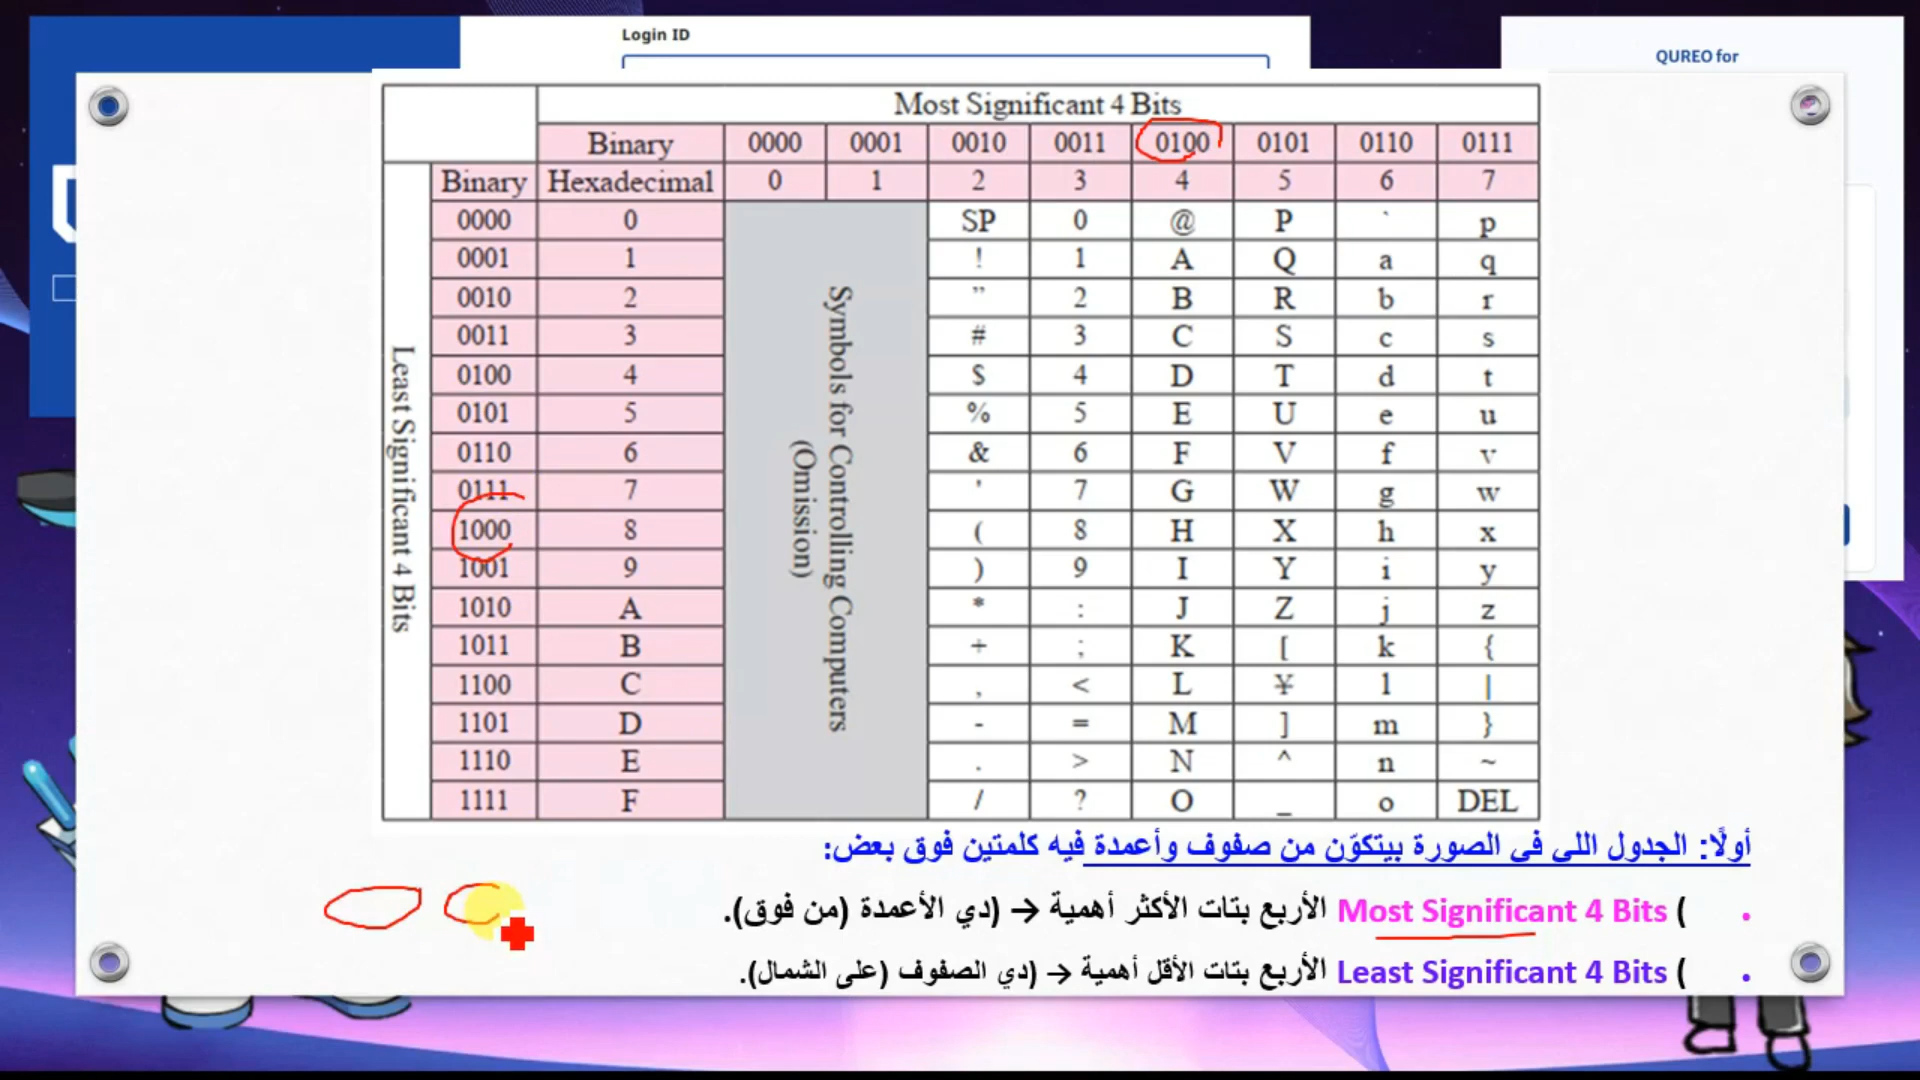 Login ID
QUREO for
Most Significant 4 Bits
Binary 0000 0001 0010 0011 0100 0101 0110 0111
Binary Hexadecimal 0 1 2 3 4 5 6 7
Least Significant 4 Bits
Symbols for Controlling Computers
(Omission)
0000 0 SP 0 @ P ` p
0001 1 ! 1 A Q a q
0010 2 ” 2 B R b r
0011 3 # 3 C S c s
0100 4 $ 4 D T d t
0101 5 % 5 E U e u
0110 6 & 6 F V f v
0111 7 ' 7 G W g w
1000 8 ( 8 H X h x
1001 9 ) 9 I Y i y
1010 A * : J Z j z
1011 B + ; K [ k {
1100 C , < L ¥ l |
1101 D - = M ] m }
1110 E . > N ^ n ~
1111 F / ? O _ o DEL
أولًا: الجدول اللي في الصورة بيتكوّن من صفوف وأعمدة فيه كلمتين فوق بعض:
• ( Most Significant 4 Bits الأربع بتات الأكثر أهمية → (دي الأعمدة (من فوق).
• ( Least Significant 4 Bits الأربع بتات الأقل أهمية → (دي الصفوف (على الشمال).